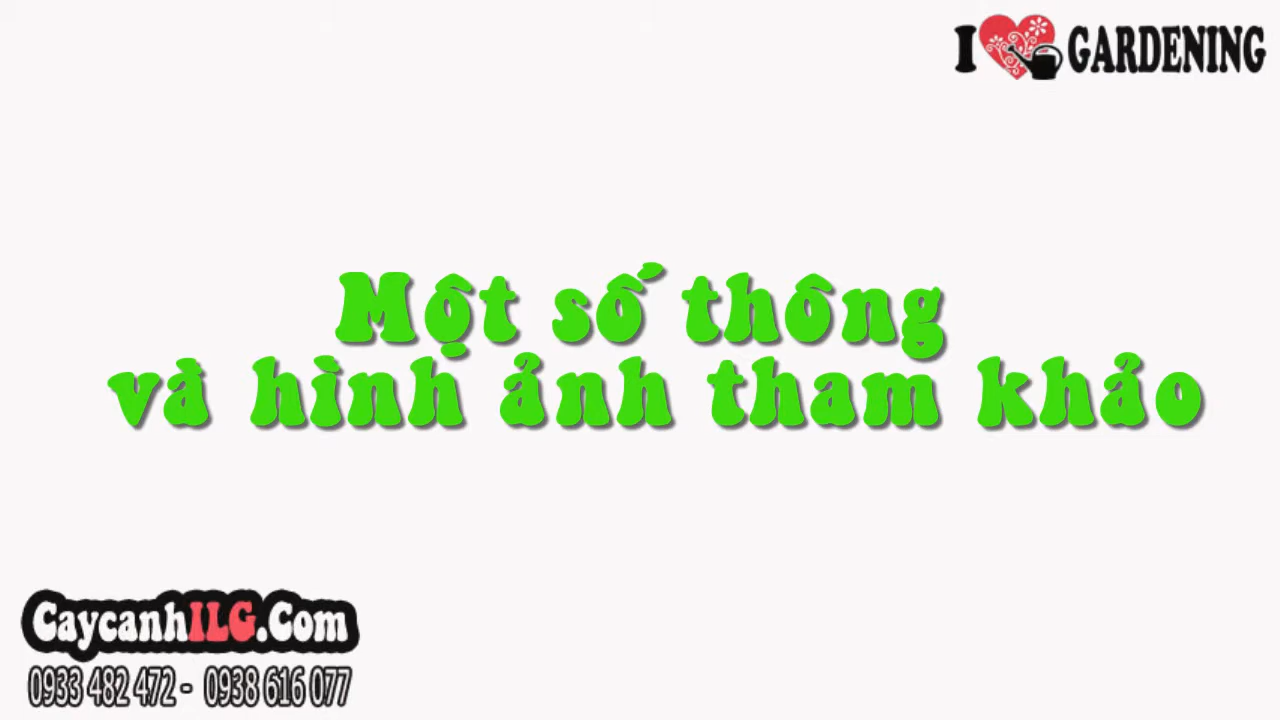 I GARDENING
Một số thông
và hình ảnh tham khảo
CaycanhILG.Com
0933 482 472 - 0938 616 077